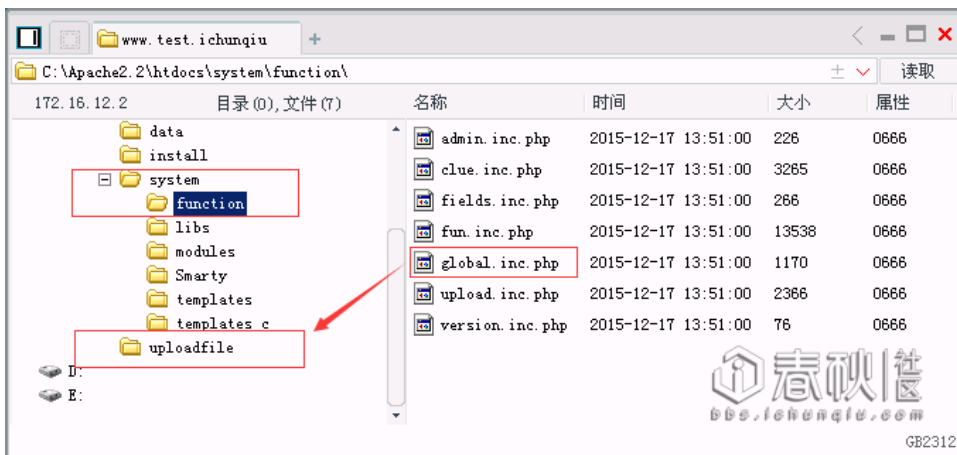 www.test.ichunqiu +
C:\Apache2.2\htdocs\system\function\ 读取
172.16.12.2 目录(0),文件(7) 名称 时间 大小 属性
data
install
system
function
libs
modules
Smarty
templates
templates_c
uploadfile
D:
E:
admin.inc.php 2015-12-17 13:51:00 226 0666
clue.inc.php 2015-12-17 13:51:00 3265 0666
fields.inc.php 2015-12-17 13:51:00 266 0666
fun.inc.php 2015-12-17 13:51:00 13538 0666
global.inc.php 2015-12-17 13:51:00 1170 0666
upload.inc.php 2015-12-17 13:51:00 2366 0666
version.inc.php 2015-12-17 13:51:00 76 0666
春秋社区
bbs.ichunqiu.com
GB2312